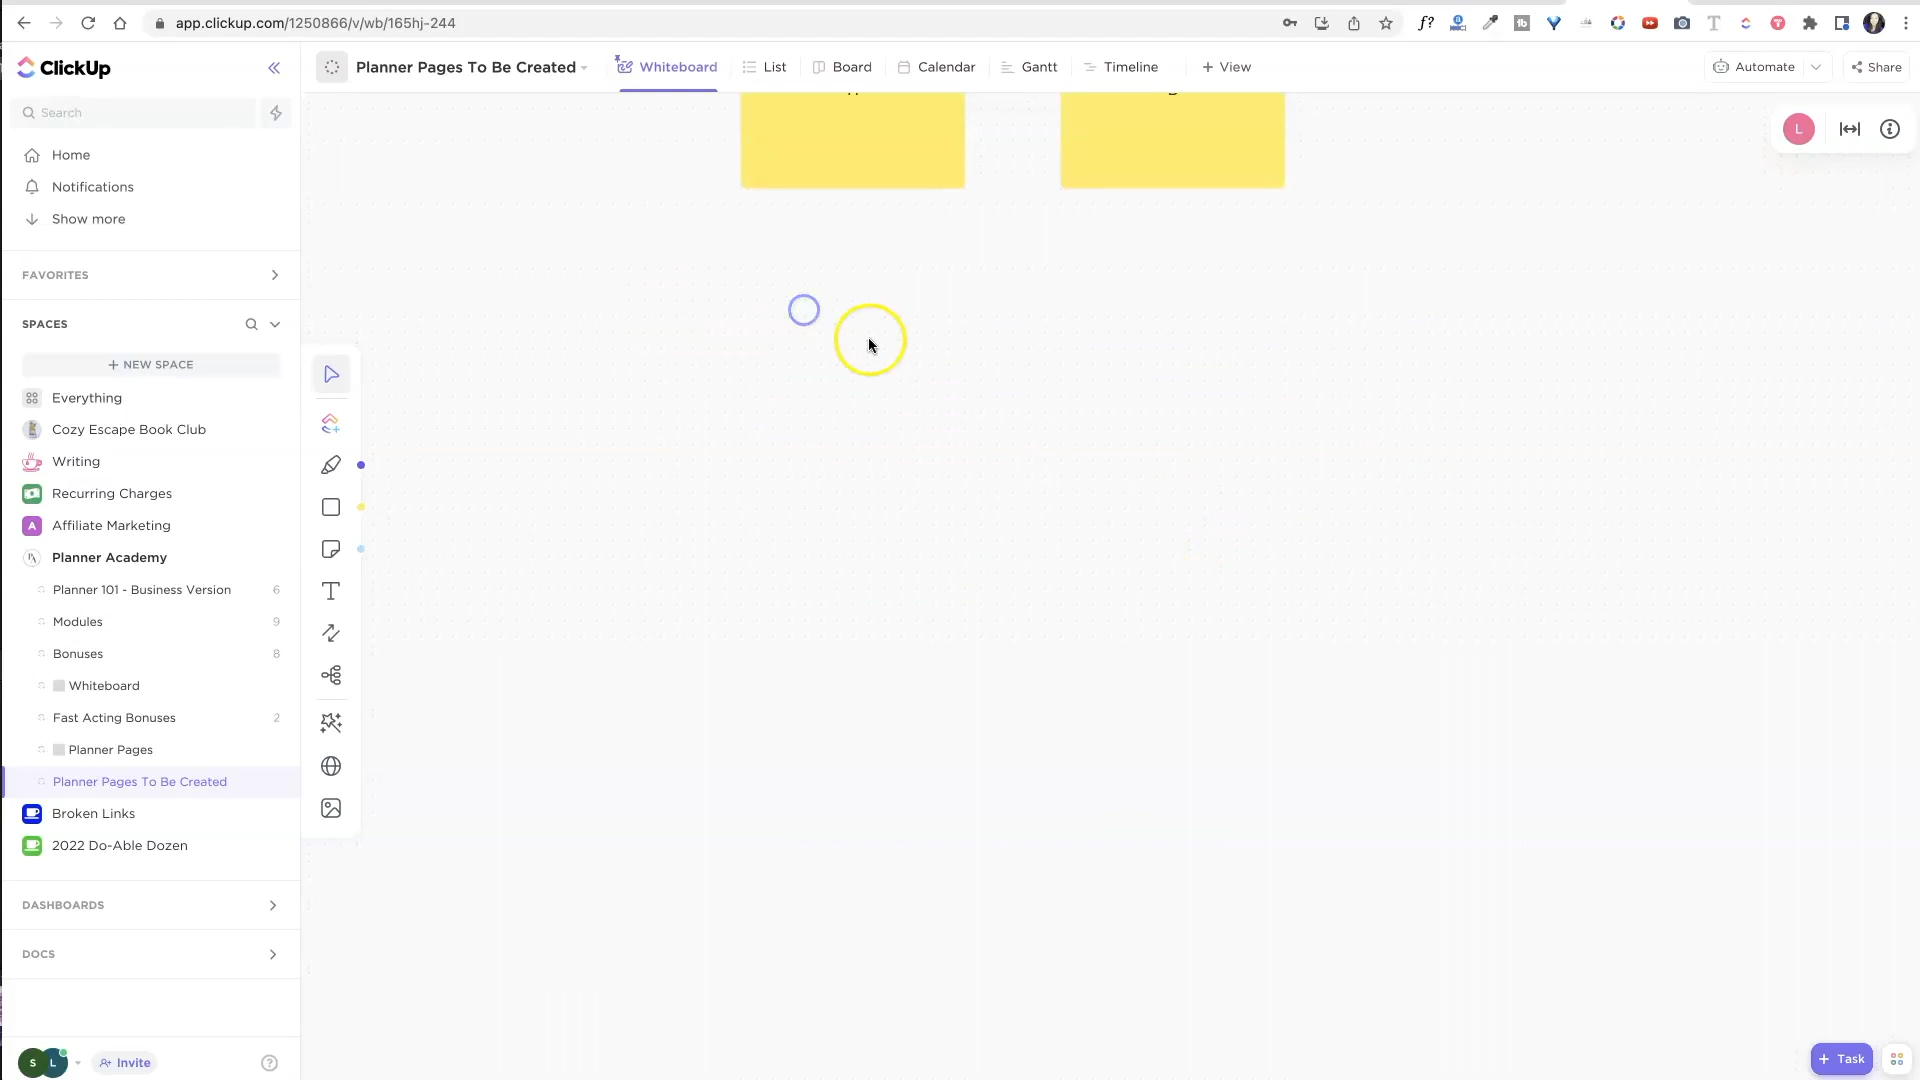 app.clickup.com/1250866/v/wb/165hj-244
ClickUp
Planner Pages To Be Created
Whiteboard
List
Board
Calendar
Gantt
Timeline
+ View
Automate
Share
Search
L
Home
Notifications
Show more
FAVORITES
SPACES
+ NEW SPACE
Everything
Cozy Escape Book Club
Writing
Recurring Charges
A Affiliate Marketing
Planner Academy
Planner 101 - Business Version 6
Modules 9
Bonuses 8
Whiteboard
Fast Acting Bonuses 2
Planner Pages
Planner Pages To Be Created
Broken Links
2022 Do-Able Dozen
DASHBOARDS
DOCS
S L Invite
+ Task